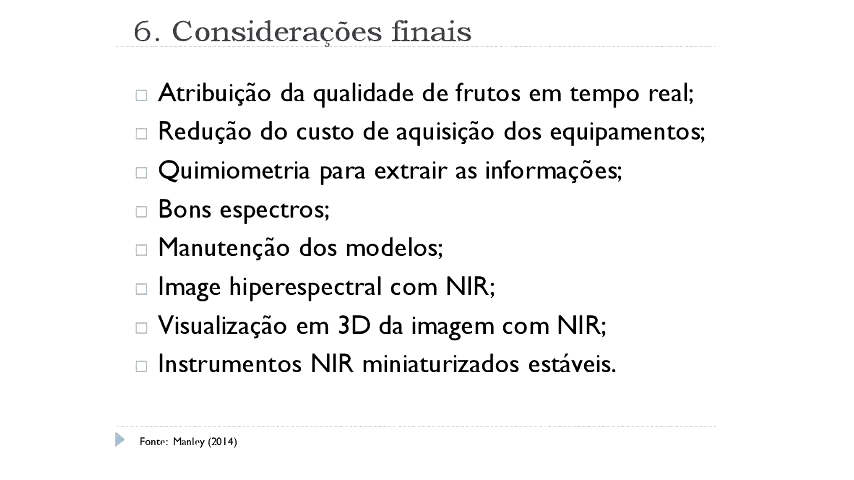 6. Considerações finais
Atribuição da qualidade de frutos em tempo real;
Redução do custo de aquisição dos equipamentos;
Quimiometria para extrair as informações;
Bons espectros;
Manutenção dos modelos;
Image hiperespectral com NIR;
Visualização em 3D da imagem com NIR;
Instrumentos NIR miniaturizados estáveis.
Fonte: Manley (2014)